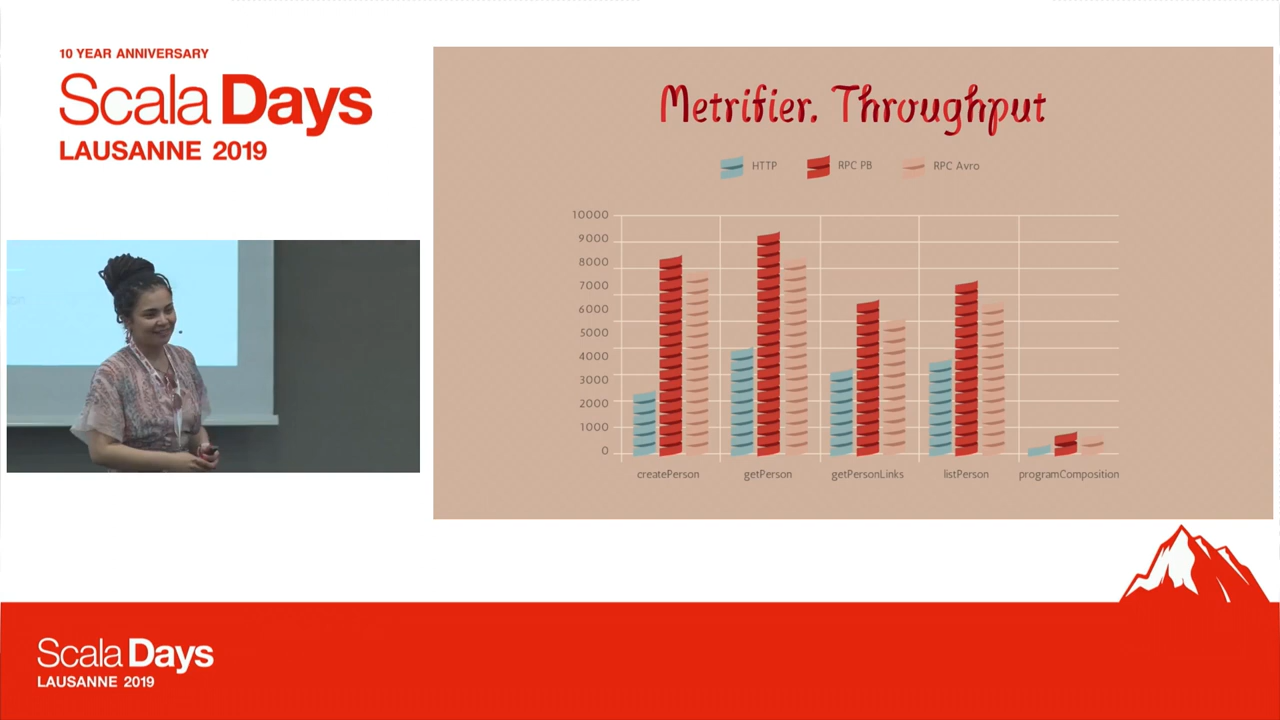 10 YEAR ANNIVERSARY
Scala Days
LAUSANNE 2019
Metrifier. Throughput
HTTP
RPC PB
RPC Avro
10000
9000
8000
7000
6000
5000
4000
3000
2000
1000
0
createPerson
getPerson
getPersonLinks
listPerson
programComposition
Scala Days
LAUSANNE 2019